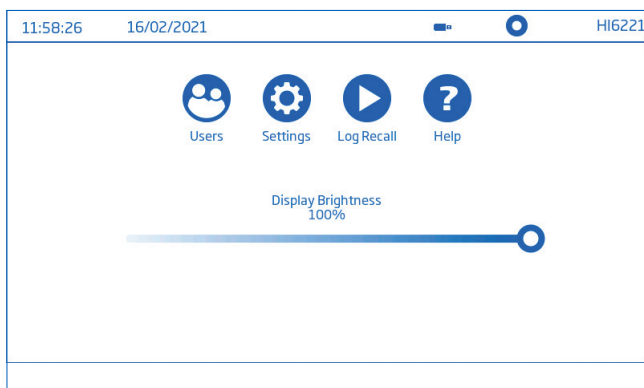 11:58:26 16/02/2021 HI6221
Users Settings Log Recall Help
Display Brightness
100%